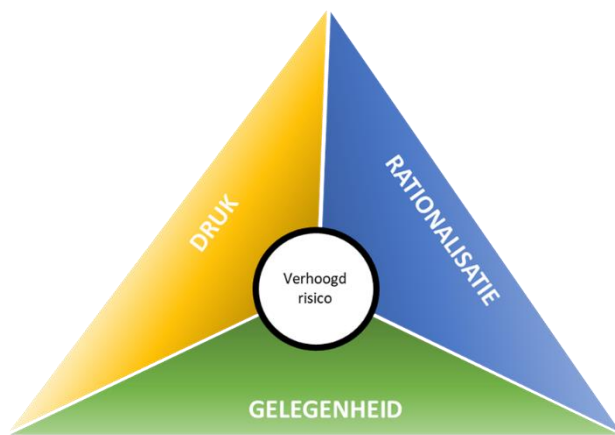 DRUK
RATIONALISATIE
Verhoogd
risico
GELEGENHEID